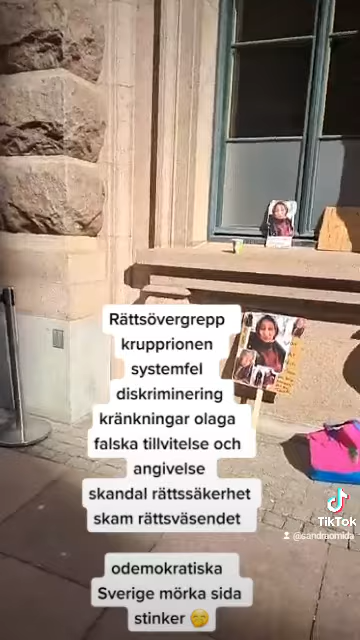 Rättsövergrepp
krupprionen
systemfel
diskriminering
kränkningar olaga
falska tillvitelse och
angivelse
skandal rättssäkerhet
skam rättsväsendet
odemokratiska
Sverige mörka sida
stinker 🤭
TikTok
@sandraomida